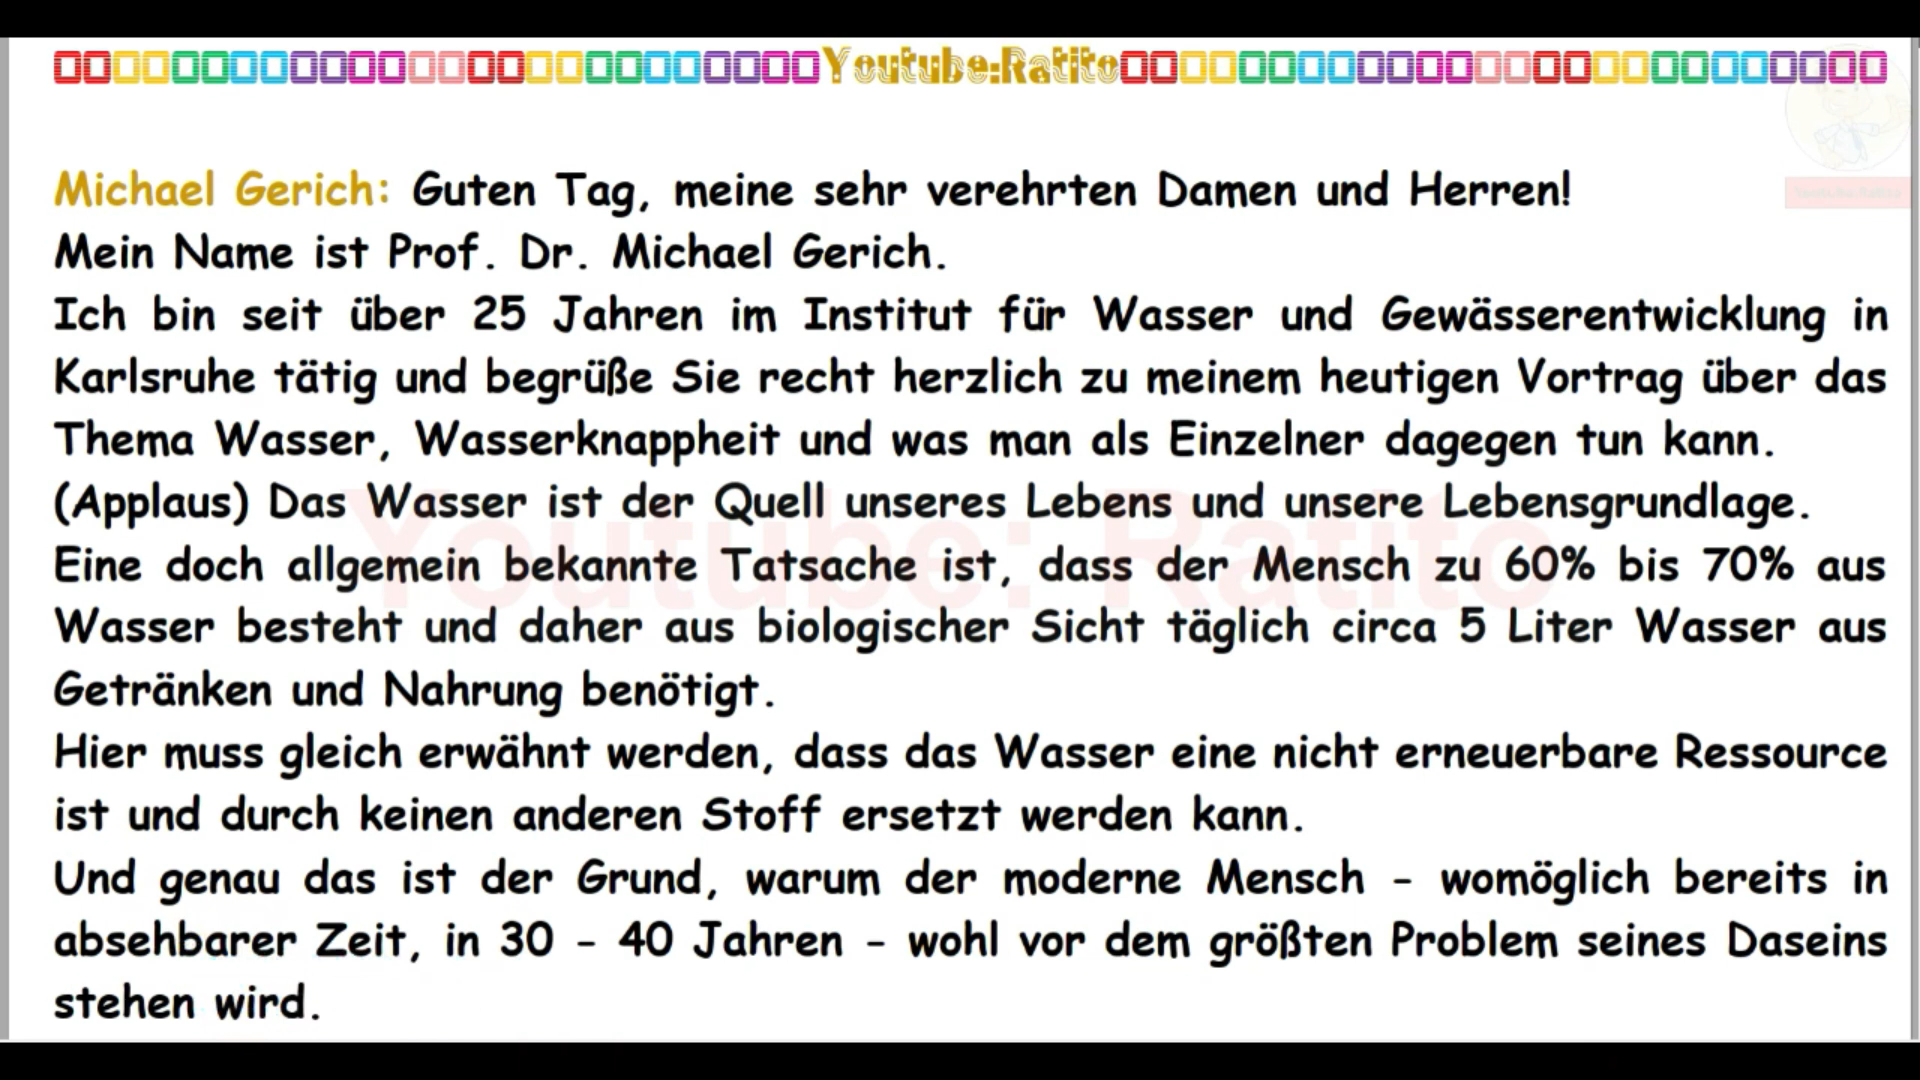 Youtube:Ratito
Michael Gerich: Guten Tag, meine sehr verehrten Damen und Herren!
Mein Name ist Prof. Dr. Michael Gerich.
Ich bin seit über 25 Jahren im Institut für Wasser und Gewässerentwicklung in
Karlsruhe tätig und begrüße Sie recht herzlich zu meinem heutigen Vortrag über das
Thema Wasser, Wasserknappheit und was man als Einzelner dagegen tun kann.
(Applaus) Das Wasser ist der Quell unseres Lebens und unsere Lebensgrundlage.
Youtube: Ratito
Eine doch allgemein bekannte Tatsache ist, dass der Mensch zu 60% bis 70% aus
Wasser besteht und daher aus biologischer Sicht täglich circa 5 Liter Wasser aus
Getränken und Nahrung benötigt.
Hier muss gleich erwähnt werden, dass das Wasser eine nicht erneuerbare Ressource
ist und durch keinen anderen Stoff ersetzt werden kann.
Und genau das ist der Grund, warum der moderne Mensch - womöglich bereits in
absehbarer Zeit, in 30 - 40 Jahren - wohl vor dem größten Problem seines Daseins
stehen wird.